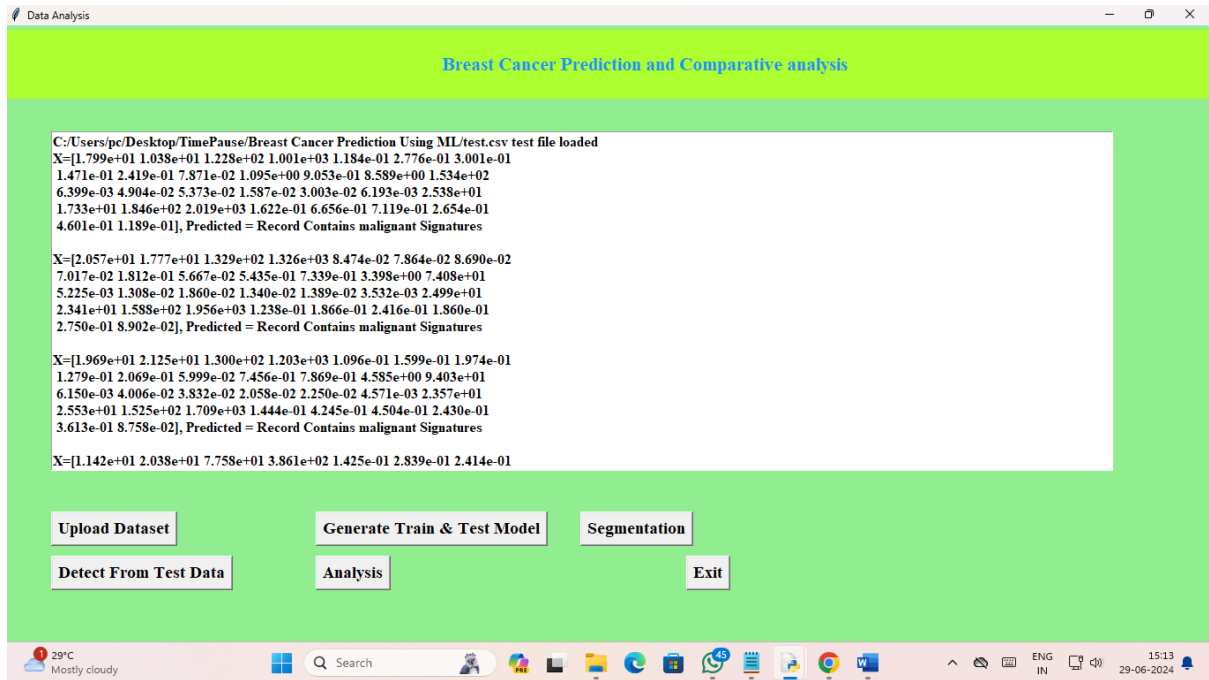 Data Analysis
Breast Cancer Prediction and Comparative analysis
C:/Users/pc/Desktop/TimePause/Breast Cancer Prediction Using ML/test.csv test file loaded
X=[1.799e+01 1.038e+01 1.228e+02 1.001e+03 1.184e-01 2.776e-01 3.001e-01
1.471e-01 2.419e-01 7.871e-02 1.095e+00 9.053e-01 8.589e+00 1.534e+02
6.399e-03 4.904e-02 5.373e-02 1.587e-02 3.003e-02 6.193e-03 2.538e+01
1.733e+01 1.846e+02 2.019e+03 1.622e-01 6.656e-01 7.119e-01 2.654e-01
4.601e-01 1.189e-01], Predicted = Record Contains malignant Signatures
X=[2.057e+01 1.777e+01 1.329e+02 1.326e+03 8.474e-02 7.864e-02 8.690e-02
7.017e-02 1.812e-01 5.667e-02 5.435e-01 7.339e-01 3.398e+00 7.408e+01
5.225e-03 1.308e-02 1.860e-02 1.340e-02 1.389e-02 3.532e-03 2.499e+01
2.341e+01 1.588e+02 1.956e+03 1.238e-01 1.866e-01 2.416e-01 1.860e-01
2.750e-01 8.902e-02], Predicted = Record Contains malignant Signatures
X=[1.969e+01 2.125e+01 1.300e+02 1.203e+03 1.096e-01 1.599e-01 1.974e-01
1.279e-01 2.069e-01 5.999e-02 7.456e-01 7.869e-01 4.585e+00 9.403e+01
6.150e-03 4.006e-02 3.832e-02 2.058e-02 2.250e-02 4.571e-03 2.357e+01
2.553e+01 1.525e+02 1.709e+03 1.444e-01 4.245e-01 4.504e-01 2.430e-01
3.613e-01 8.758e-02], Predicted = Record Contains malignant Signatures
X=[1.142e+01 2.038e+01 7.758e+01 3.861e+02 1.425e-01 2.839e-01 2.414e-01
Upload Dataset
Generate Train & Test Model
Segmentation
Detect From Test Data
Analysis
Exit
1
29°C
Mostly cloudy
Search
PRE
45
W
ENG
IN
15:13
29-06-2024